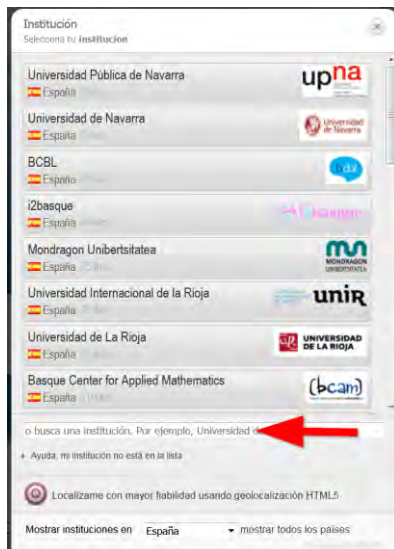 Institución
Selecciona tu institucion
Universidad Pública de Navarra
upna
España
Universidad de Navarra
Universidad
de Navarra
España
BCBL
España
i2basque
España
Mondragon Unibertsitatea
MONDRAGON
UNIBERTSITATEA
España
Universidad Internacional de la Rioja
unir
España
Universidad de La Rioja
UR
UNIVERSIDAD
DE LA RIOJA
España
Basque Center for Applied Mathematics
(bcam)
España
o busca una institución. Por ejemplo, Universidad
Ayuda, mi institución no está en la lista
Localízame con mayor fiabilidad usando geolocalización HTML5
Mostrar instituciones en España mostrar todos los países